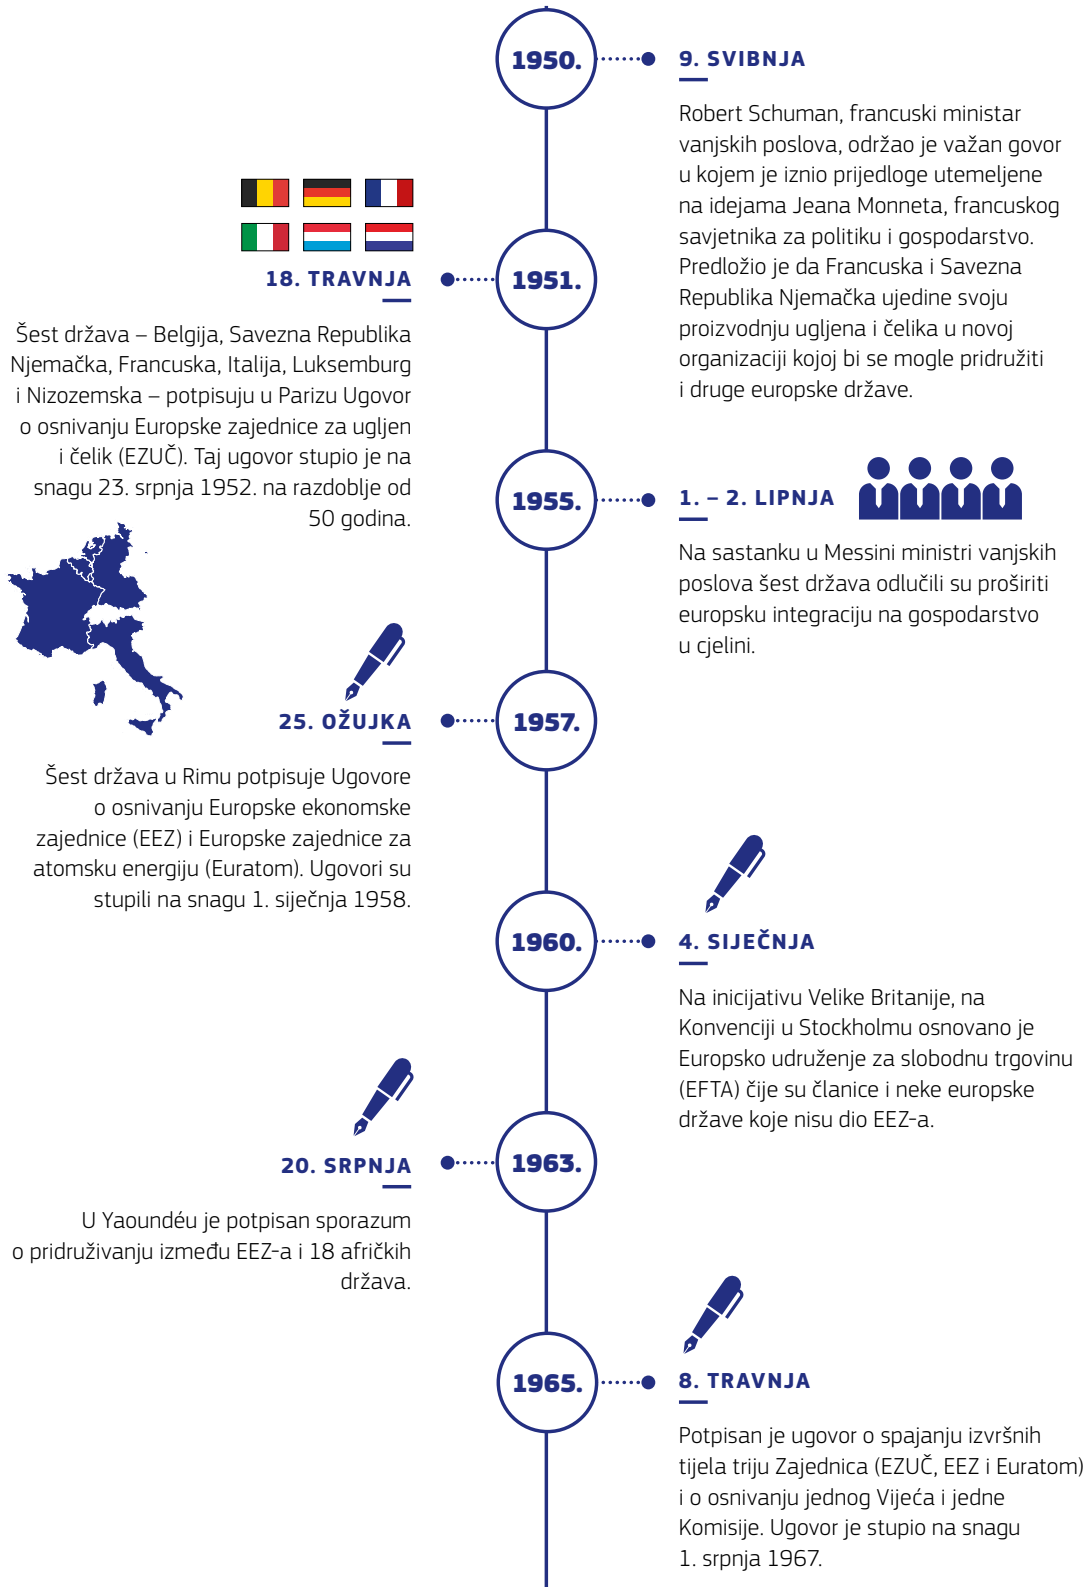 1950.
9. SVIBNJA
Robert Schuman, francuski ministar
vanjskih poslova, održao je važan govor
u kojem je iznio prijedloge utemeljene
na idejama Jeana Monneta, francuskog
savjetnika za politiku i gospodarstvo.
Predložio je da Francuska i Savezna
Republika Njemačka ujedine svoju
proizvodnju ugljena i čelika u novoj
organizaciji kojoj bi se mogle pridružiti
i druge europske države.
1951.
18. TRAVNJA
Šest država – Belgija, Savezna Republika
Njemačka, Francuska, Italija, Luksemburg
i Nizozemska – potpisuju u Parizu Ugovor
o osnivanju Europske zajednice za ugljen
i čelik (EZUČ). Taj ugovor stupio je na
snagu 23. srpnja 1952. na razdoblje od
50 godina.
1955.
1. – 2. LIPNJA
Na sastanku u Messini ministri vanjskih
poslova šest država odlučili su proširiti
europsku integraciju na gospodarstvo
u cjelini.
1957.
25. OŽUJKA
Šest država u Rimu potpisuje Ugovore
o osnivanju Europske ekonomske
zajednice (EEZ) i Europske zajednice za
atomsku energiju (Euratom). Ugovori su
stupili na snagu 1. siječnja 1958.
1960.
4. SIJEČNJA
Na inicijativu Velike Britanije, na
Konvenciji u Stockholmu osnovano je
Europsko udruženje za slobodnu trgovinu
(EFTA) čije su članice i neke europske
države koje nisu dio EEZ-a.
1963.
20. SRPNJA
U Yaoundéu je potpisan sporazum
o pridruživanju između EEZ-a i 18 afričkih
država.
1965.
8. TRAVNJA
Potpisan je ugovor o spajanju izvršnih
tijela triju Zajednica (EZUČ, EEZ i Euratom)
i o osnivanju jednog Vijeća i jedne
Komisije. Ugovor je stupio na snagu
1. srpnja 1967.